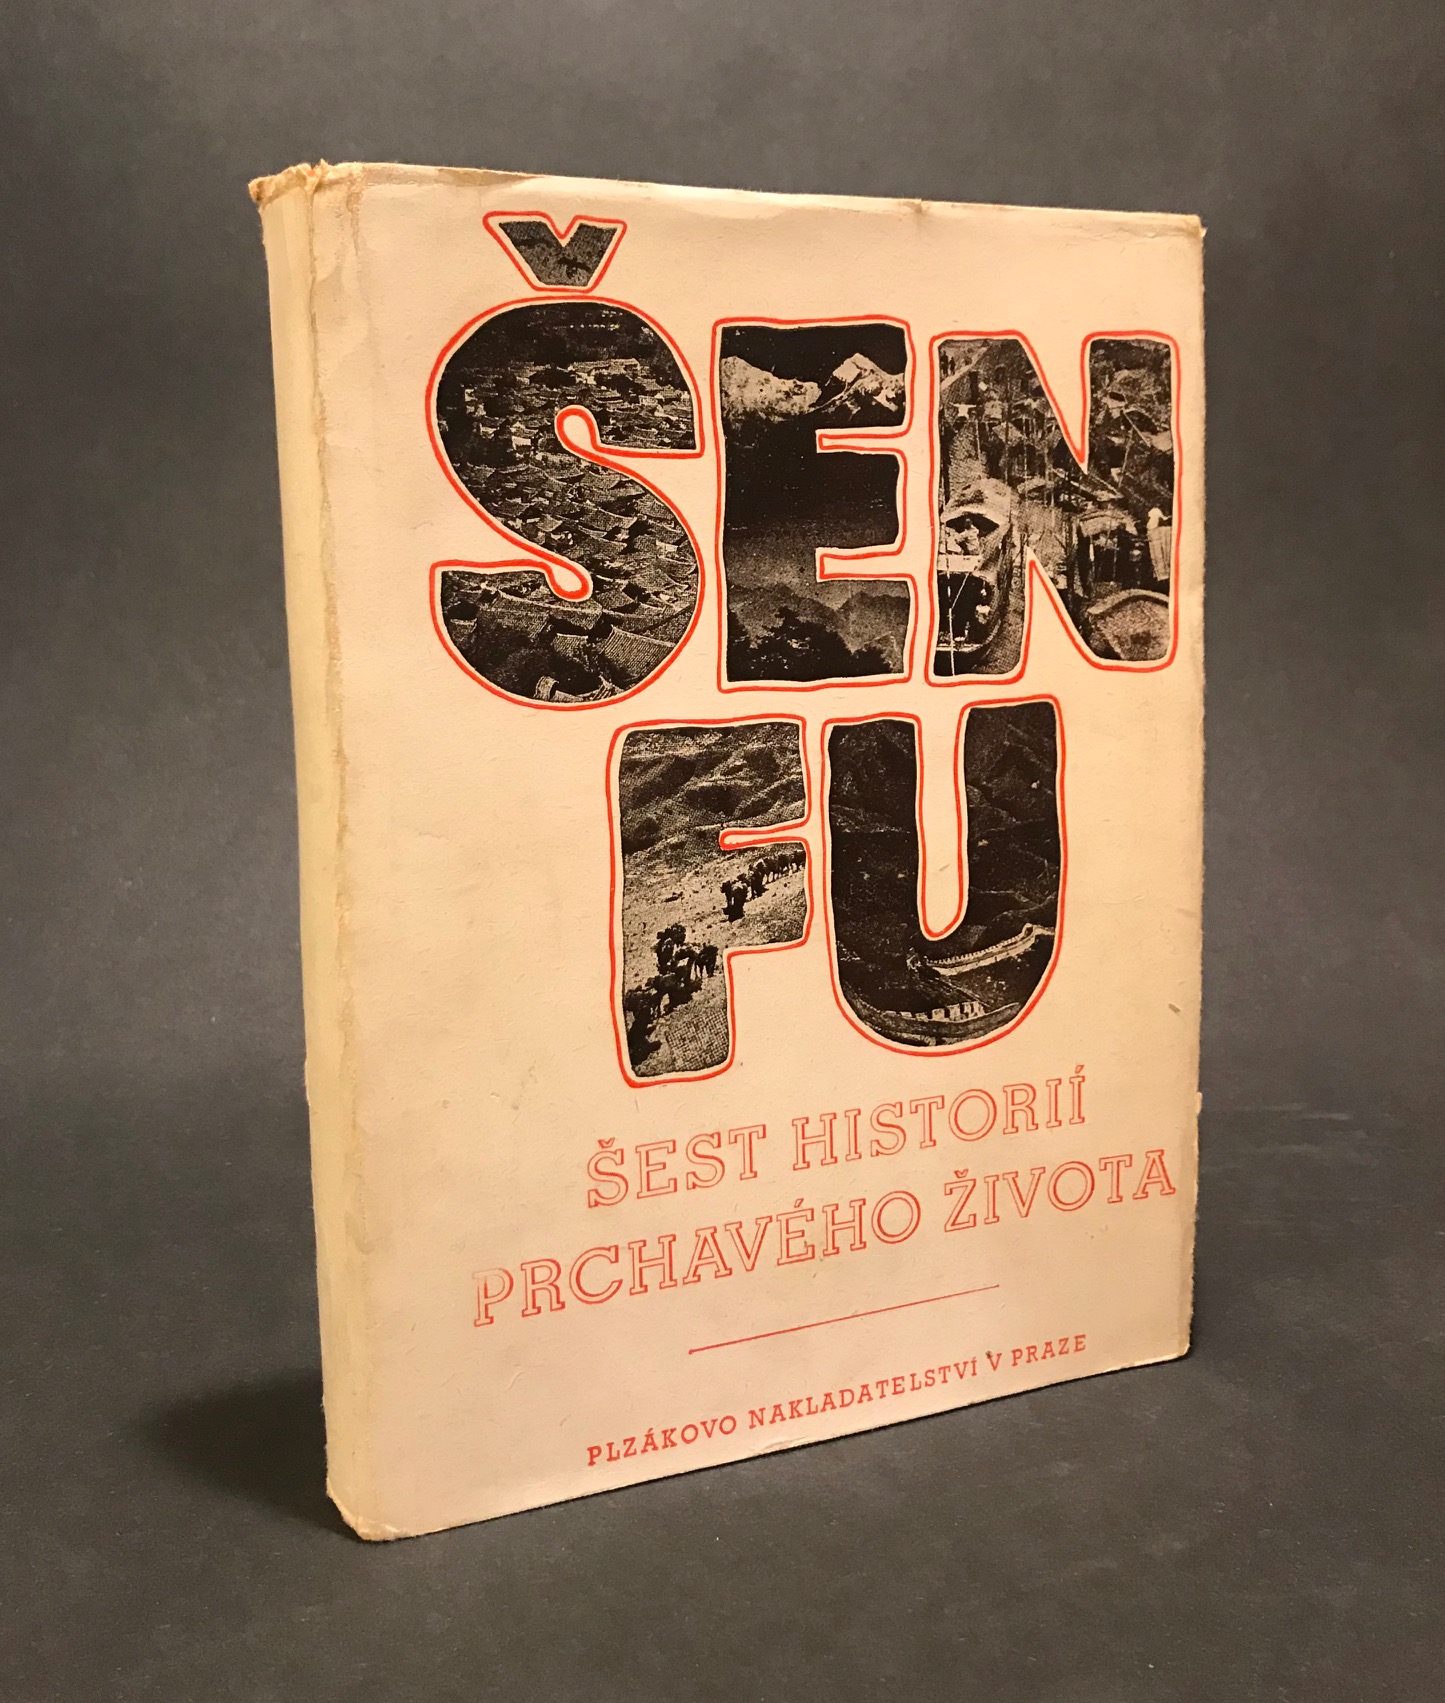 ŠEN
FU
ŠEST HISTORIÍ
PRCHAVÉHO ŽIVOTA
PLZÁKOVO NAKLADATELSTVÍ V PRAZE